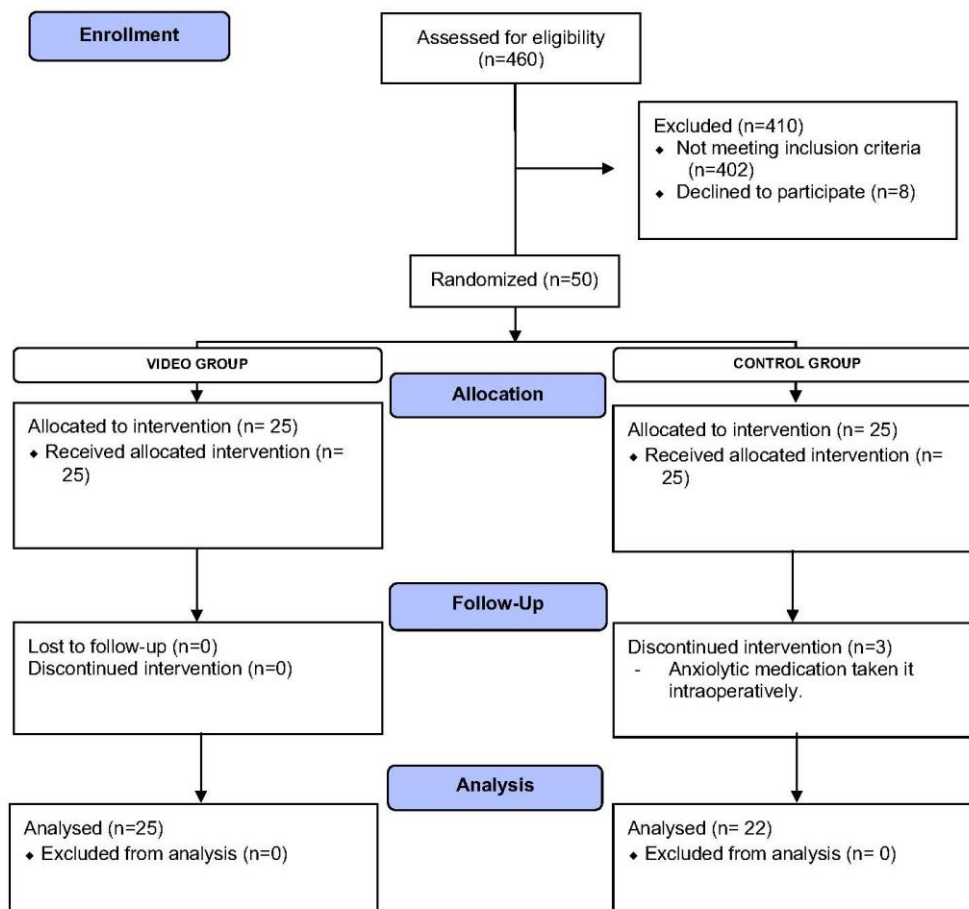 Enrollment
Assessed for eligibility
(n=460)
Excluded (n=410)
◆ Not meeting inclusion criteria
(n=402)
◆ Declined to participate (n=8)
Randomized (n=50)
VIDEO GROUP
CONTROL GROUP
Allocation
Allocated to intervention (n= 25)
◆ Received allocated intervention (n=
25)
Allocated to intervention (n= 25)
◆ Received allocated intervention (n=
25)
Follow-Up
Lost to follow-up (n=0)
Discontinued intervention (n=0)
Discontinued intervention (n=3)
- Anxiolytic medication taken it
intraoperatively.
Analysis
Analysed (n=25)
◆ Excluded from analysis (n=0)
Analysed (n= 22)
◆ Excluded from analysis (n= 0)